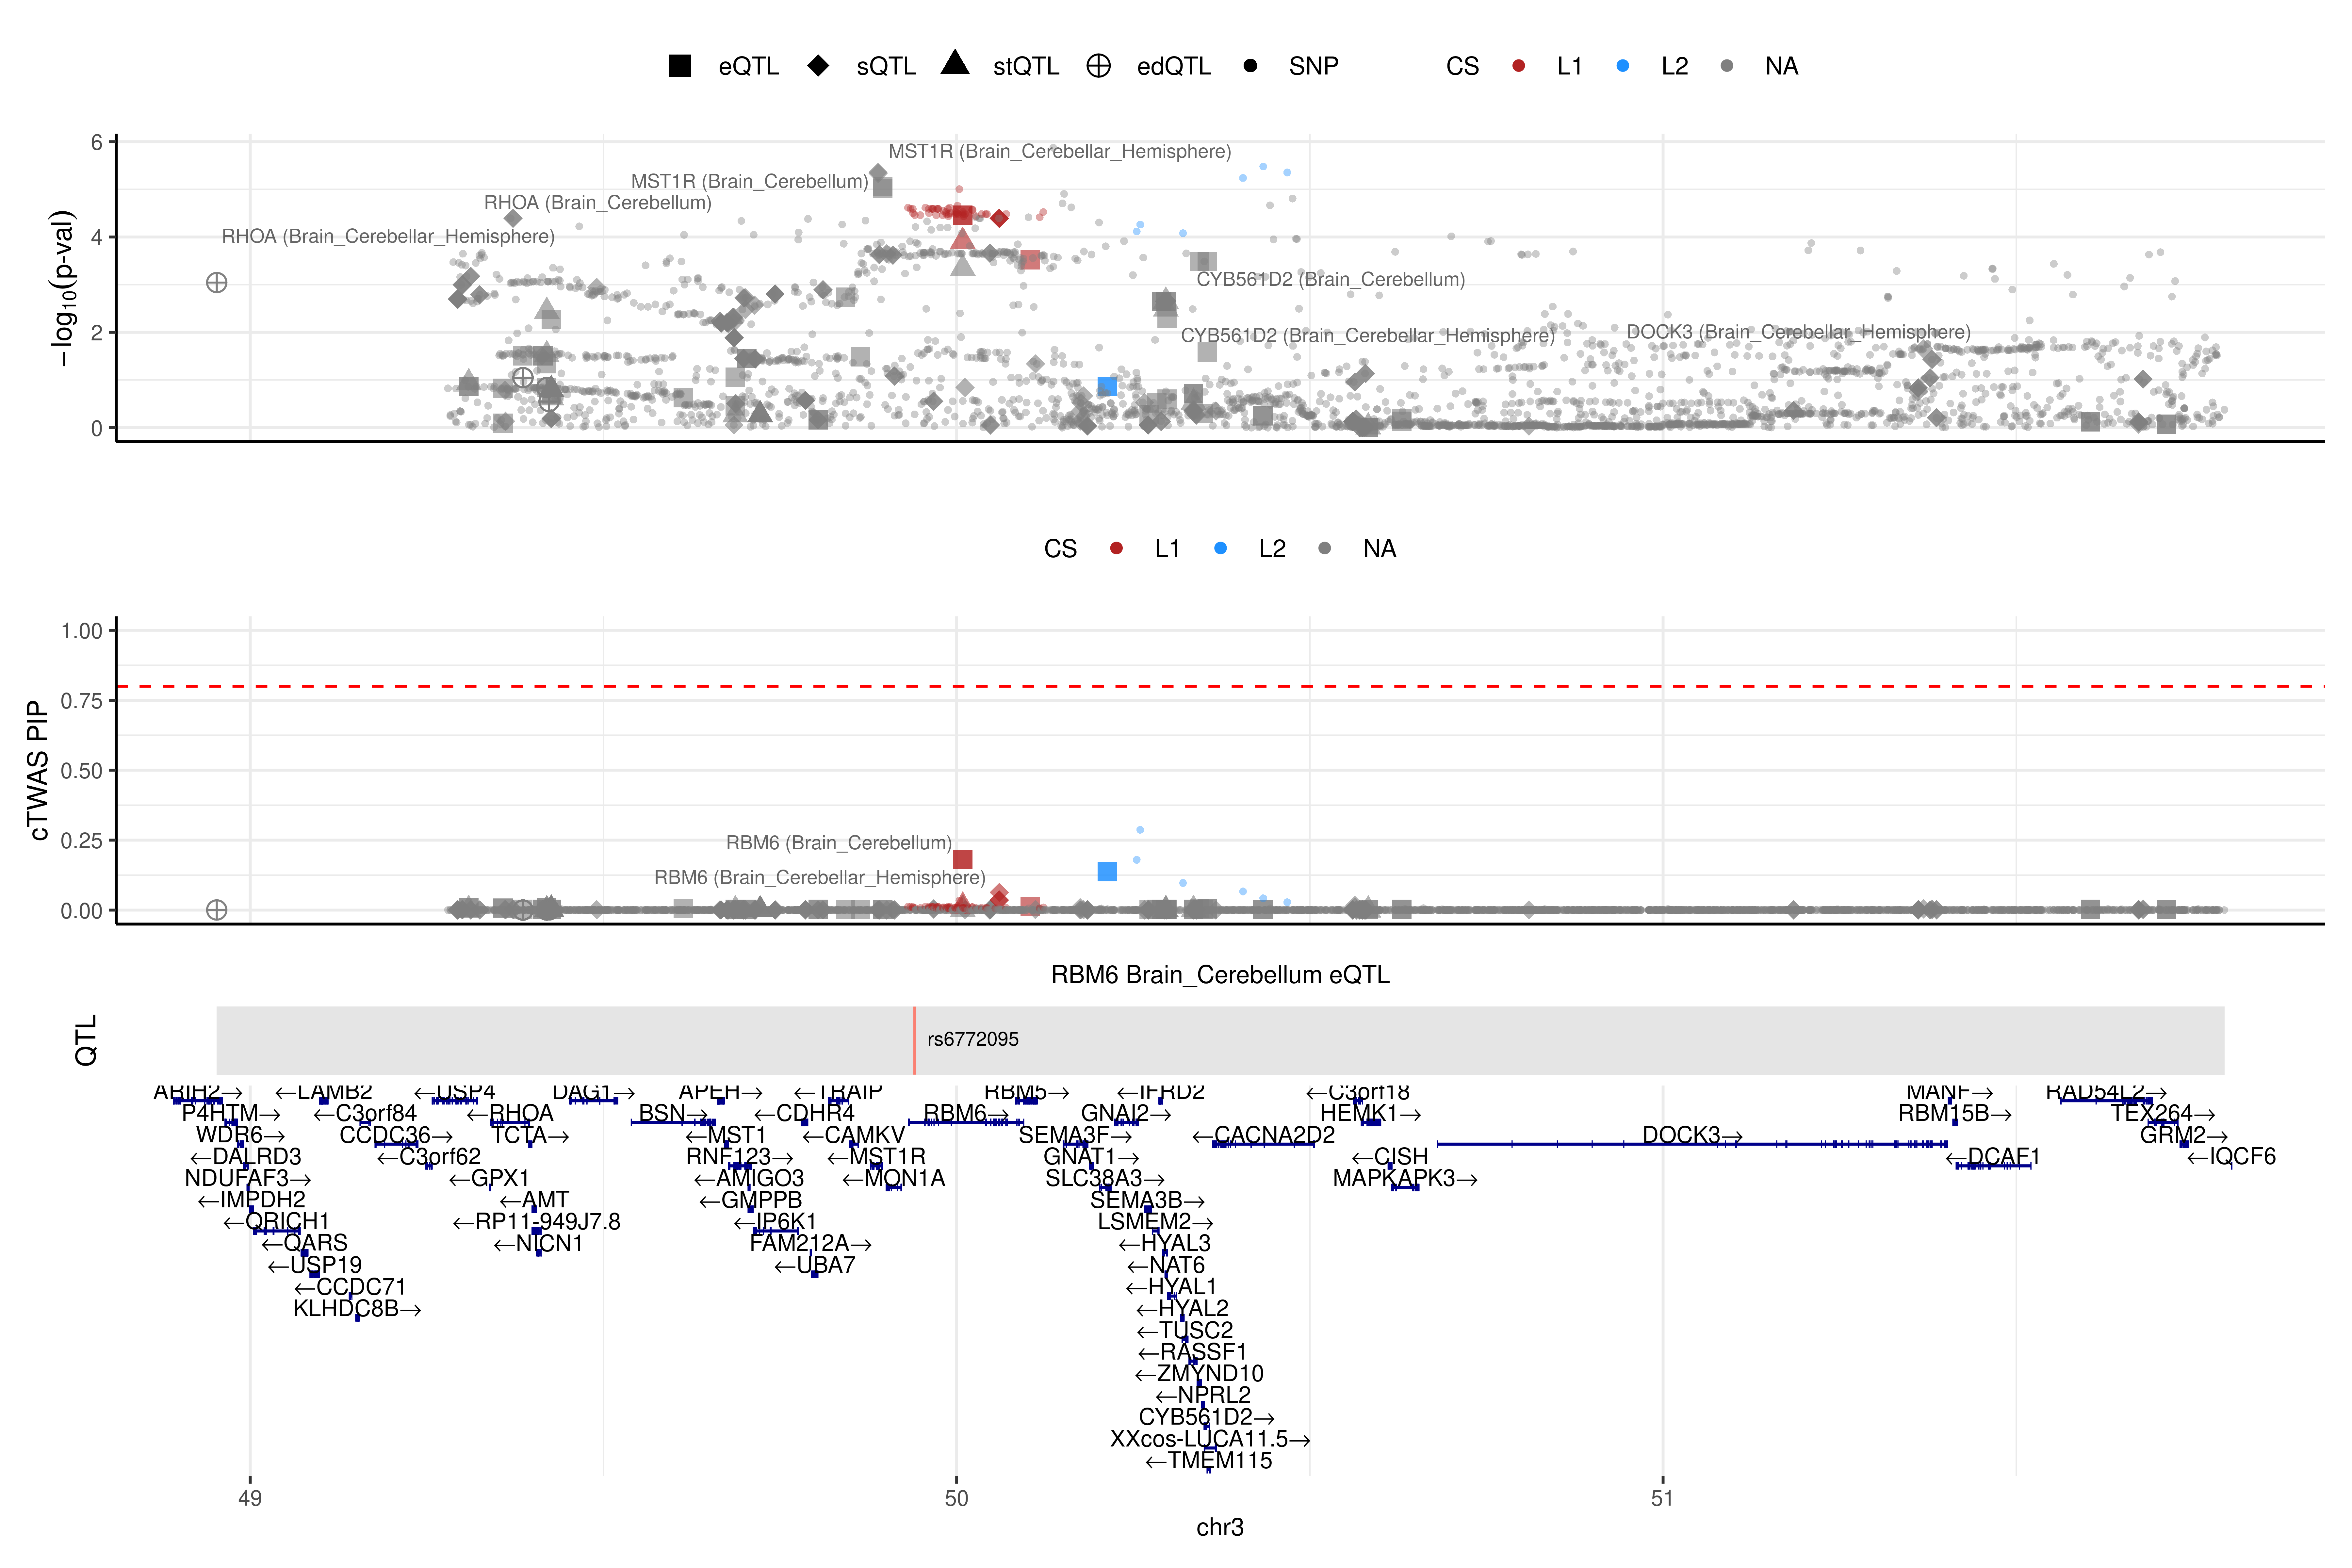 eQTL sQTL stQTL edQTL SNP CS L1 L2 NA
6
4
2
0
−log10(p-val)
MST1R (Brain_Cerebellar_Hemisphere)
MST1R (Brain_Cerebellum)
RHOA (Brain_Cerebellum)
RHOA (Brain_Cerebellar_Hemisphere)
CYB561D2 (Brain_Cerebellum)
CYB561D2 (Brain_Cerebellar_Hemisphere)
DOCK3 (Brain_Cerebellar_Hemisphere)
CS L1 L2 NA
1.00
0.75
0.50
0.25
0.00
cTWAS PIP
RBM6 (Brain_Cerebellum)
RBM6 (Brain_Cerebellar_Hemisphere)
RBM6 Brain_Cerebellum eQTL
QTL
rs6772095
ARIH2→ ←LAMB2 ←USP4 DAG1→ APEH→ ←TRAIP RBM5→ ←IFRD2 ←C3orf18 MANF→ RAD54L2→
P4HTM→ ←C3orf84 ←RHOA BSN→ ←CDHR4 RBM6→ GNAI2→ HEMK1→ RBM15B→ TEX264→
WDR6→ CCDC36→ TCTA→ ←MST1 ←CAMKV SEMA3F→ ←CACNA2D2 DOCK3→ GRM2→
←DALRD3 ←C3orf62 RNF123→ ←MST1R GNAT1→ ←CISH ←DCAF1 ←IQCF6
NDUFAF3→ ←GPX1 ←AMIGO3 ←MON1A SLC38A3→ MAPKAPK3→
←IMPDH2 ←AMT ←GMPPB SEMA3B→
←QRICH1 ←RP11-949J7.8 ←IP6K1 LSMEM2→
←QARS ←NICN1 FAM212A→ ←HYAL3
←USP19 ←UBA7 ←NAT6
←CCDC71 ←HYAL1
KLHDC8B→ ←HYAL2
←TUSC2
←RASSF1
←ZMYND10
←NPRL2
CYB561D2→
XXcos-LUCA11.5→
←TMEM115
49 50 51
chr3